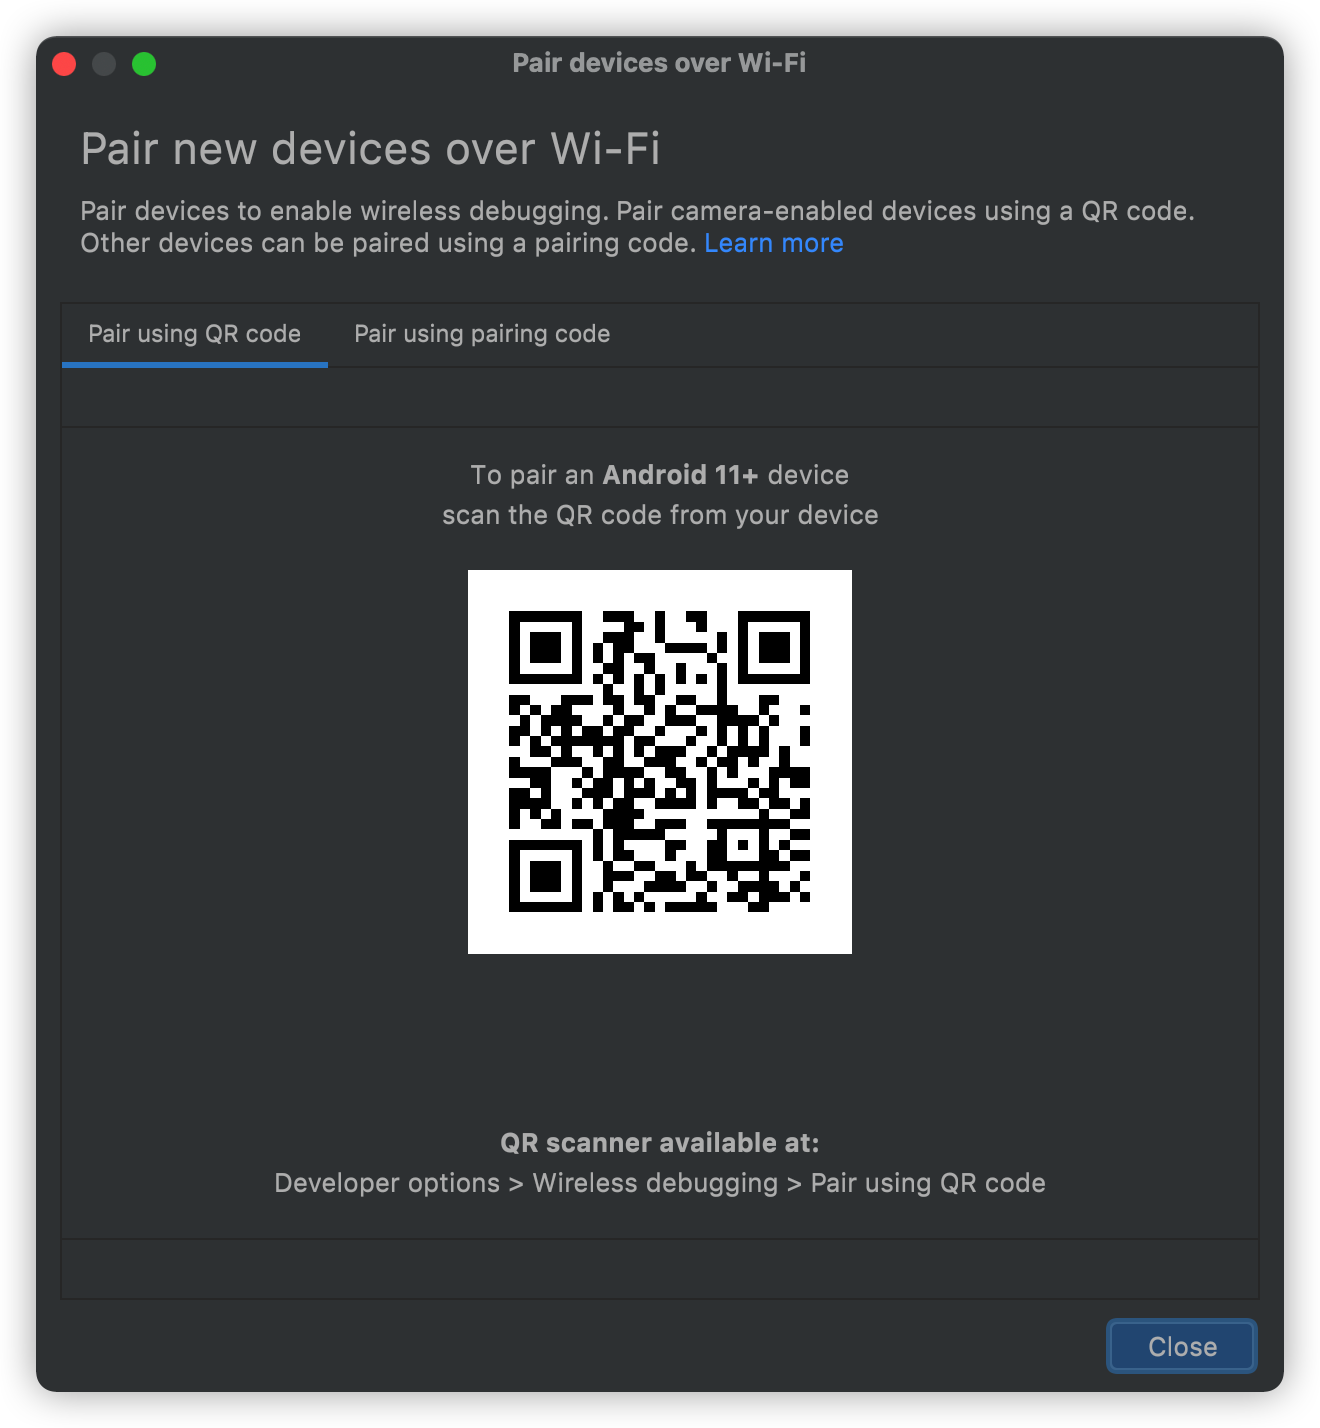 Pair devices over Wi-Fi
Pair new devices over Wi-Fi
Pair devices to enable wireless debugging. Pair camera-enabled devices using a QR code.
Other devices can be paired using a pairing code. Learn more
Pair using QR code
Pair using pairing code
To pair an Android 11+ device
scan the QR code from your device
QR scanner available at:
Developer options > Wireless debugging > Pair using QR code
Close